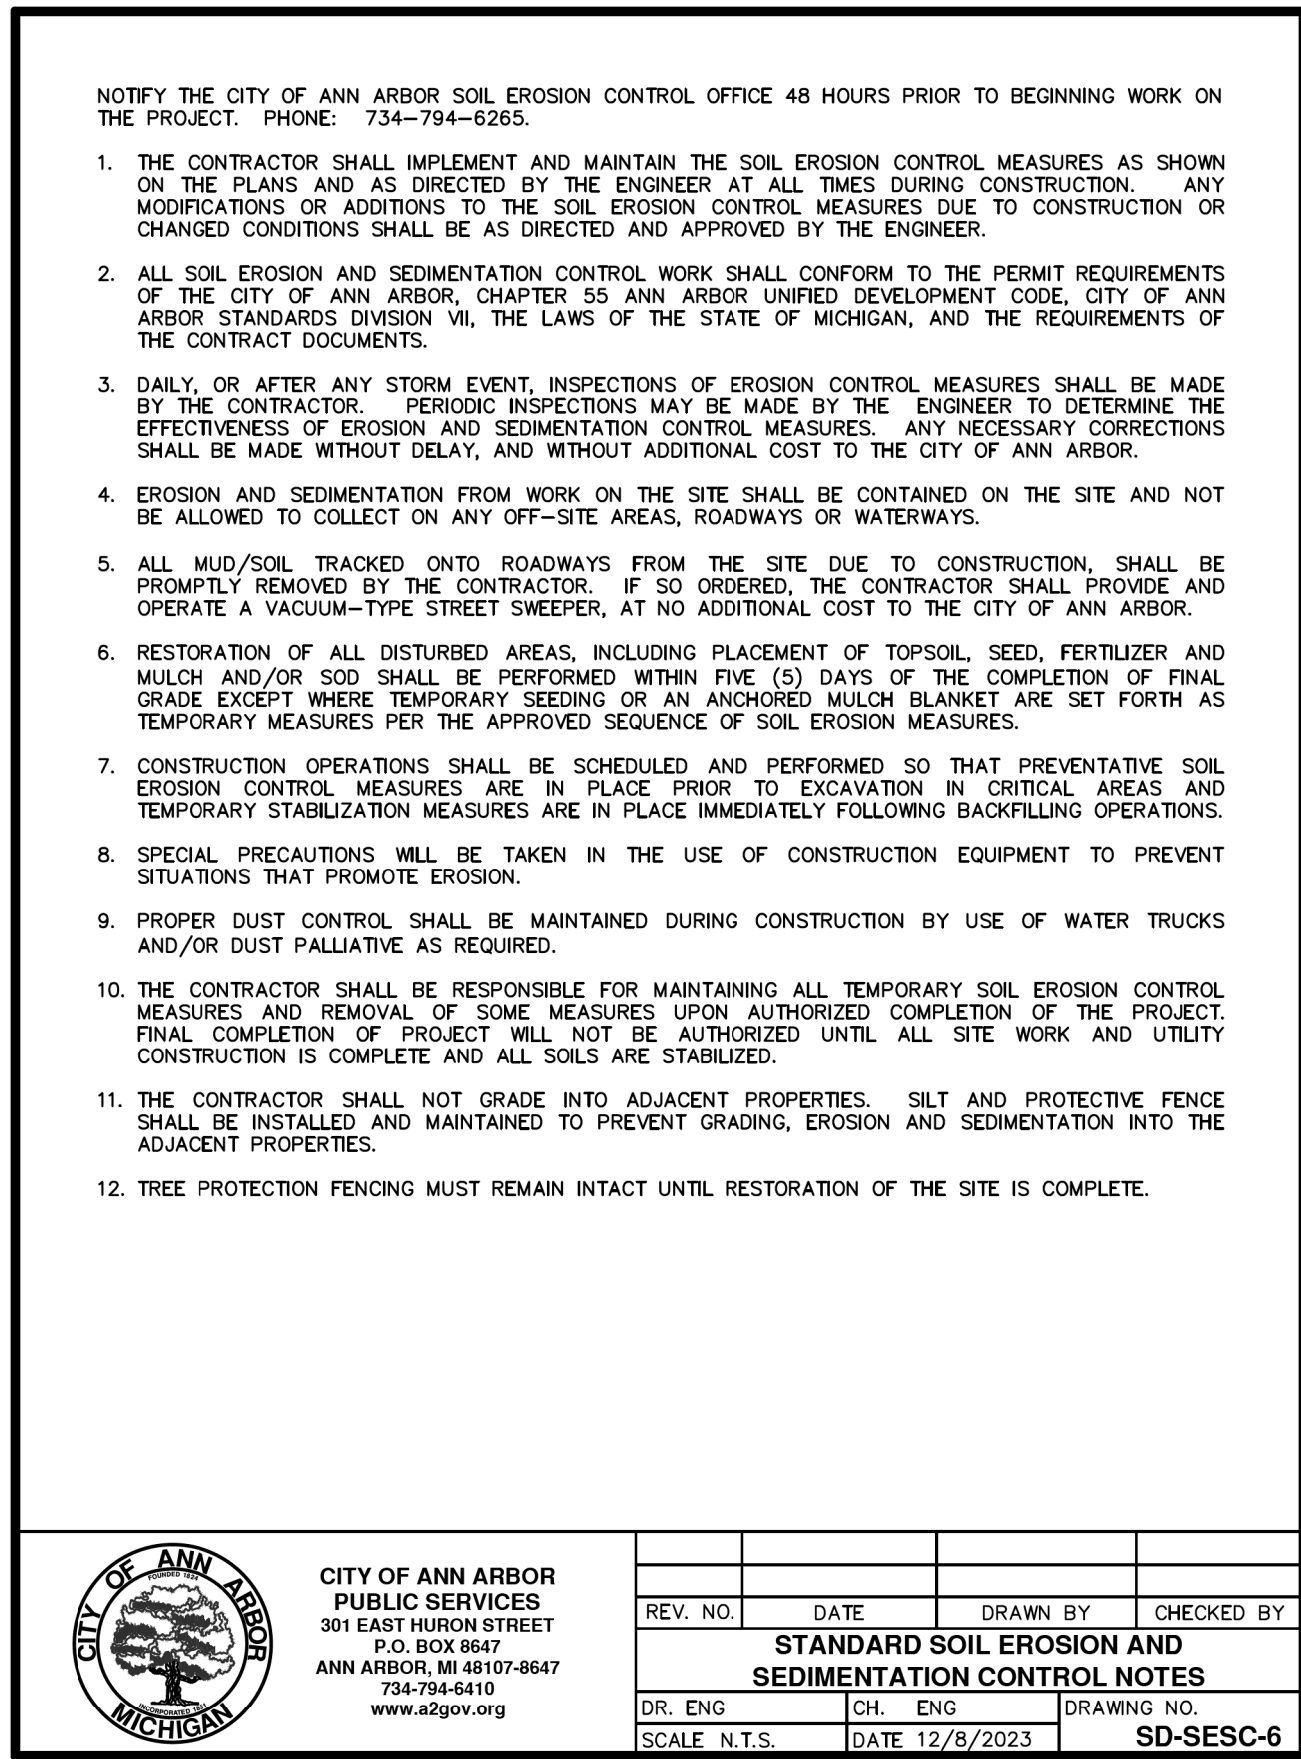 NOTIFY THE CITY OF ANN ARBOR SOIL EROSION CONTROL OFFICE 48 HOURS PRIOR TO BEGINNING WORK ON
THE PROJECT. PHONE: 734-794-6265.
1. THE CONTRACTOR SHALL IMPLEMENT AND MAINTAIN THE SOIL EROSION CONTROL MEASURES AS SHOWN
ON THE PLANS AND AS DIRECTED BY THE ENGINEER AT ALL TIMES DURING CONSTRUCTION. ANY
MODIFICATIONS OR ADDITIONS TO THE SOIL EROSION CONTROL MEASURES DUE TO CONSTRUCTION OR
CHANGED CONDITIONS SHALL BE AS DIRECTED AND APPROVED BY THE ENGINEER.
2. ALL SOIL EROSION AND SEDIMENTATION CONTROL WORK SHALL CONFORM TO THE PERMIT REQUIREMENTS
OF THE CITY OF ANN ARBOR, CHAPTER 55 ANN ARBOR UNIFIED DEVELOPMENT CODE, CITY OF ANN
ARBOR STANDARDS DIVISION VII, THE LAWS OF THE STATE OF MICHIGAN, AND THE REQUIREMENTS OF
THE CONTRACT DOCUMENTS.
3. DAILY, OR AFTER ANY STORM EVENT, INSPECTIONS OF EROSION CONTROL MEASURES SHALL BE MADE
BY THE CONTRACTOR. PERIODIC INSPECTIONS MAY BE MADE BY THE ENGINEER TO DETERMINE THE
EFFECTIVENESS OF EROSION AND SEDIMENTATION CONTROL MEASURES. ANY NECESSARY CORRECTIONS
SHALL BE MADE WITHOUT DELAY, AND WITHOUT ADDITIONAL COST TO THE CITY OF ANN ARBOR.
4. EROSION AND SEDIMENTATION FROM WORK ON THE SITE SHALL BE CONTAINED ON THE SITE AND NOT
BE ALLOWED TO COLLECT ON ANY OFF-SITE AREAS, ROADWAYS OR WATERWAYS.
5. ALL MUD/SOIL TRACKED ONTO ROADWAYS FROM THE SITE DUE TO CONSTRUCTION, SHALL BE
PROMPTLY REMOVED BY THE CONTRACTOR. IF SO ORDERED, THE CONTRACTOR SHALL PROVIDE AND
OPERATE A VACUUM-TYPE STREET SWEEPER, AT NO ADDITIONAL COST TO THE CITY OF ANN ARBOR.
6. RESTORATION OF ALL DISTURBED AREAS, INCLUDING PLACEMENT OF TOPSOIL, SEED, FERTILIZER AND
MULCH AND/OR SOD SHALL BE PERFORMED WITHIN FIVE (5) DAYS OF THE COMPLETION OF FINAL
GRADE EXCEPT WHERE TEMPORARY SEEDING OR AN ANCHORED MULCH BLANKET ARE SET FORTH AS
TEMPORARY MEASURES PER THE APPROVED SEQUENCE OF SOIL EROSION MEASURES.
7. CONSTRUCTION OPERATIONS SHALL BE SCHEDULED AND PERFORMED SO THAT PREVENTATIVE SOIL
EROSION CONTROL MEASURES ARE IN PLACE PRIOR TO EXCAVATION IN CRITICAL AREAS AND
TEMPORARY STABILIZATION MEASURES ARE IN PLACE IMMEDIATELY FOLLOWING BACKFILLING OPERATIONS.
8. SPECIAL PRECAUTIONS WILL BE TAKEN IN THE USE OF CONSTRUCTION EQUIPMENT TO PREVENT
SITUATIONS THAT PROMOTE EROSION.
9. PROPER DUST CONTROL SHALL BE MAINTAINED DURING CONSTRUCTION BY USE OF WATER TRUCKS
AND/OR DUST PALLIATIVE AS REQUIRED.
10. THE CONTRACTOR SHALL BE RESPONSIBLE FOR MAINTAINING ALL TEMPORARY SOIL EROSION CONTROL
MEASURES AND REMOVAL OF SOME MEASURES UPON AUTHORIZED COMPLETION OF THE PROJECT.
FINAL COMPLETION OF PROJECT WILL NOT BE AUTHORIZED UNTIL ALL SITE WORK AND UTILITY
CONSTRUCTION IS COMPLETE AND ALL SOILS ARE STABILIZED.
11. THE CONTRACTOR SHALL NOT GRADE INTO ADJACENT PROPERTIES. SILT AND PROTECTIVE FENCE
SHALL BE INSTALLED AND MAINTAINED TO PREVENT GRADING, EROSION AND SEDIMENTATION INTO THE
ADJACENT PROPERTIES.
12. TREE PROTECTION FENCING MUST REMAIN INTACT UNTIL RESTORATION OF THE SITE IS COMPLETE.
CITY OF ANN ARBOR
FOUNDED 1824
INCORPORATED 1851
MICHIGAN
CITY OF ANN ARBOR
PUBLIC SERVICES
301 EAST HURON STREET
P.O. BOX 8647
ANN ARBOR, MI 48107-8647
734-794-6410
www.a2gov.org
REV. NO. DATE DRAWN BY CHECKED BY
STANDARD SOIL EROSION AND
SEDIMENTATION CONTROL NOTES
DR. ENG CH. ENG DRAWING NO.
SCALE N.T.S. DATE 12/8/2023 SD-SESC-6